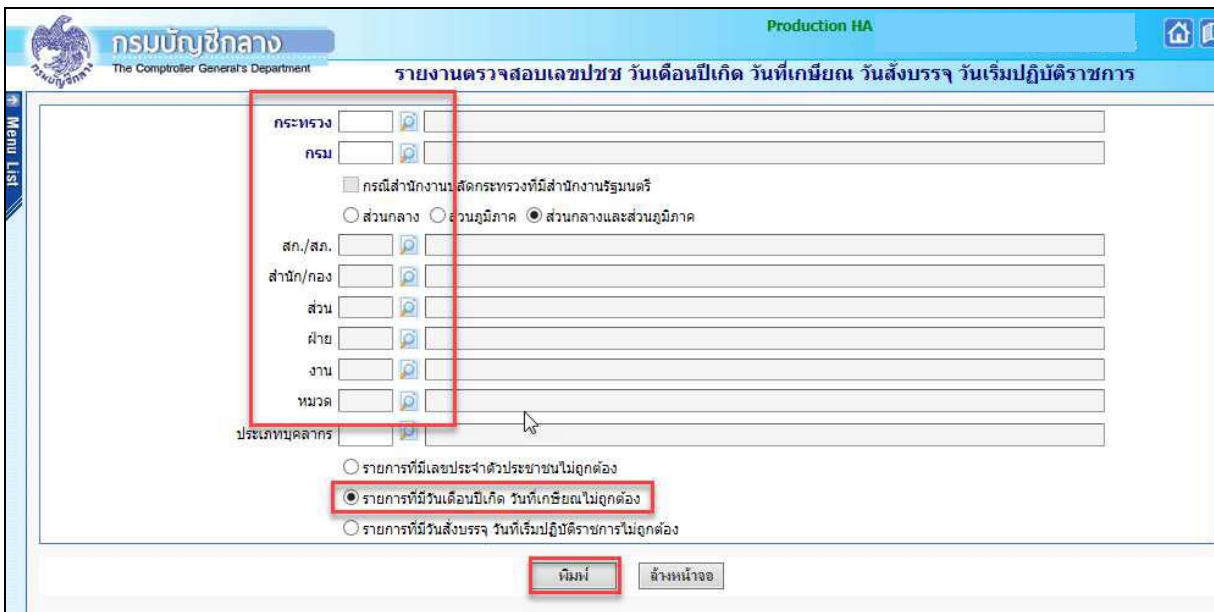 Production HA
กรมบัญชีกลาง
The Comptroller General's Department
รายงานตรวจสอบเลขปชช วันเดือนปีเกิด วันที่เกษียณ วันสั่งบรรจุ วันเริ่มปฏิบัติราชการ
Menu List
กระทรวง
กรม
กรณีสำนักงานปลัดกระทรวงที่มีสำนักงานรัฐมนตรี
ส่วนกลาง ส่วนภูมิภาค ส่วนกลางและส่วนภูมิภาค
สก./สภ.
สำนัก/กอง
ส่วน
ฝ่าย
งาน
หมวด
ประเภทบุคลากร
รายการที่มีเลขประจำตัวประชาชนไม่ถูกต้อง
รายการที่มีวันเดือนปีเกิด วันที่เกษียณไม่ถูกต้อง
รายการที่มีวันสั่งบรรจุ วันที่เริ่มปฏิบัติราชการไม่ถูกต้อง
พิมพ์ ล้างหน้าจอ